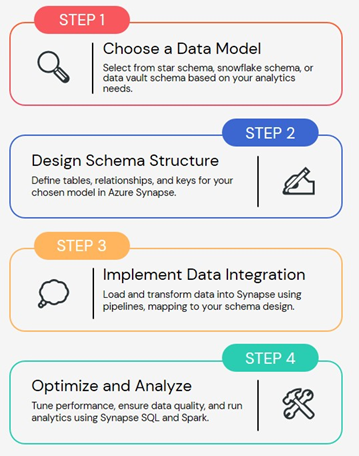 STEP 1
Choose a Data Model
Select from star schema, snowflake schema, or
data vault schema based on your analytics
needs.
STEP 2
Design Schema Structure
Define tables, relationships, and keys for your
chosen model in Azure Synapse.
STEP 3
Implement Data Integration
Load and transform data into Synapse using
pipelines, mapping to your schema design.
STEP 4
Optimize and Analyze
Tune performance, ensure data quality, and run
analytics using Synapse SQL and Spark.